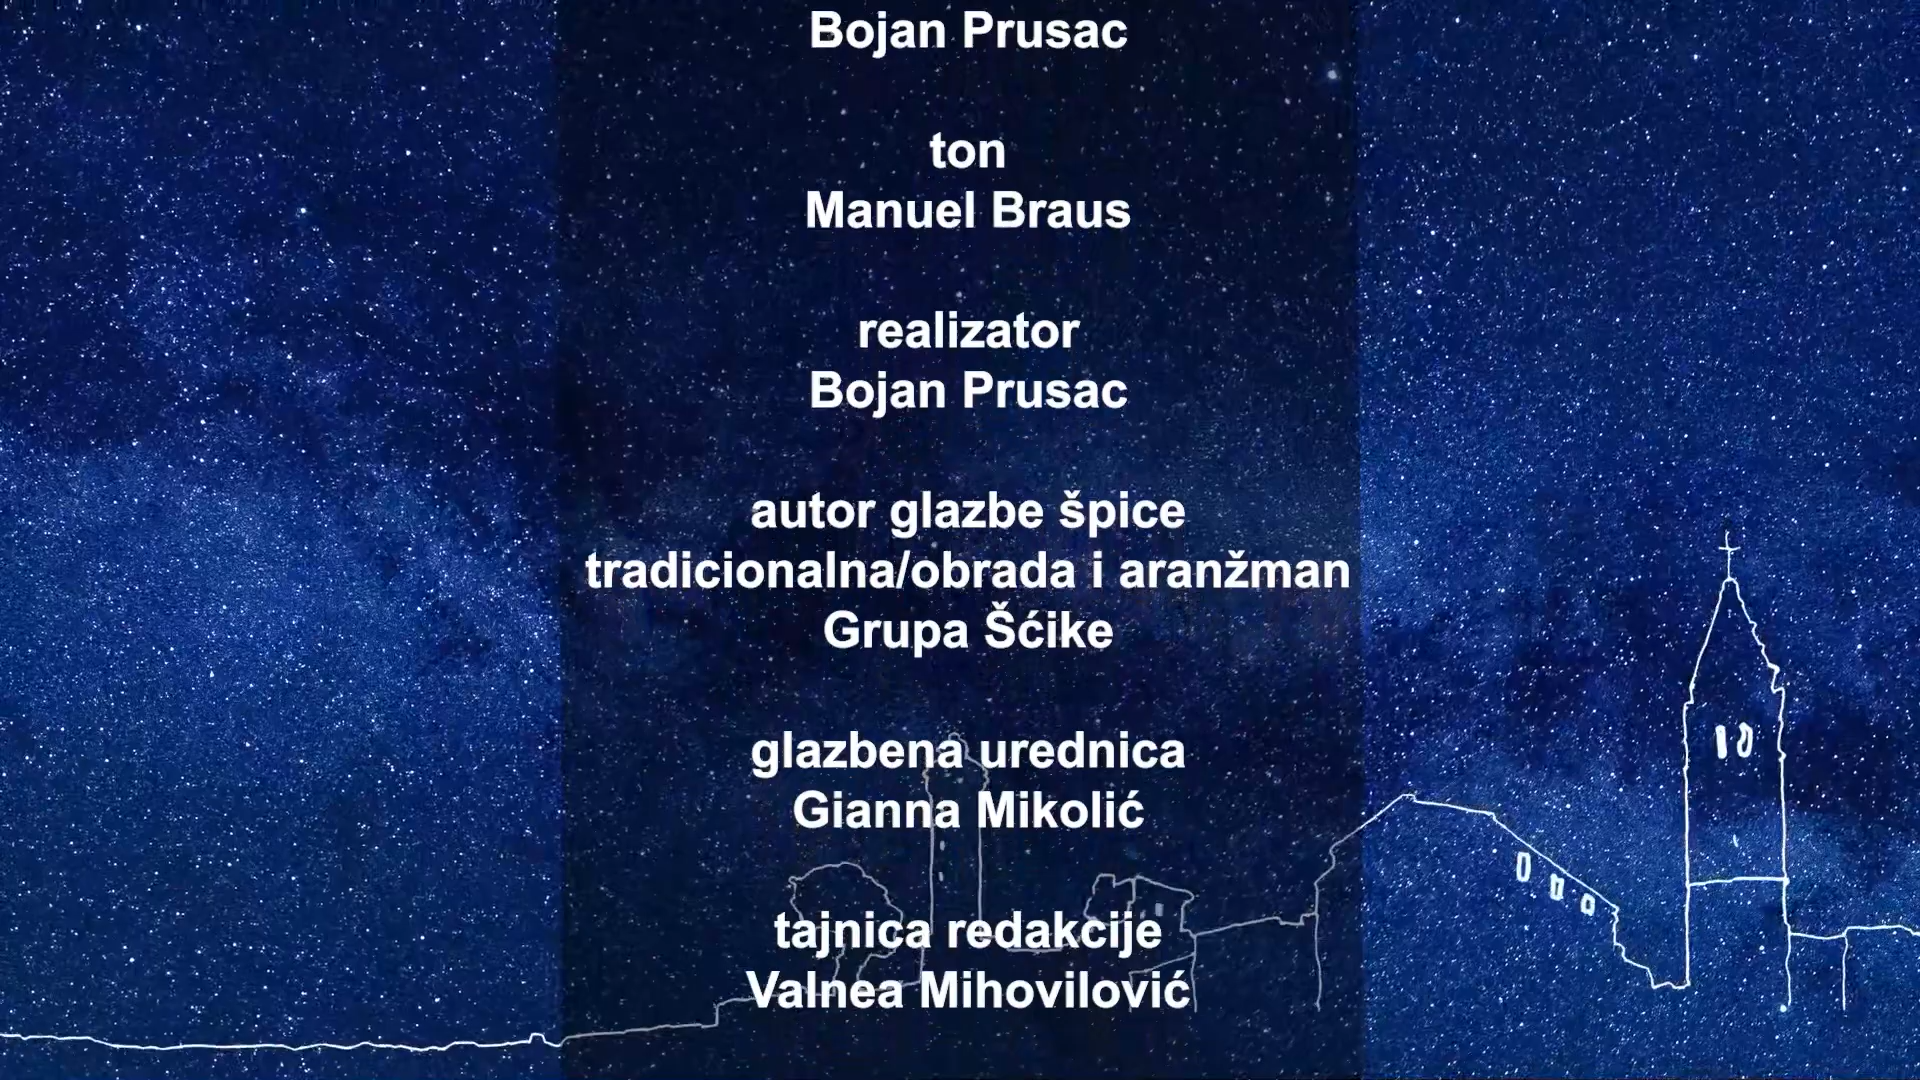 Bojan Prusac
ton
Manuel Braus
realizator
Bojan Prusac
autor glazbe špice
tradicionalna/obrada i aranžman
Grupa Šćike
glazbena urednica
Gianna Mikolić
tajnica redakcije
Valnea Mihovilović